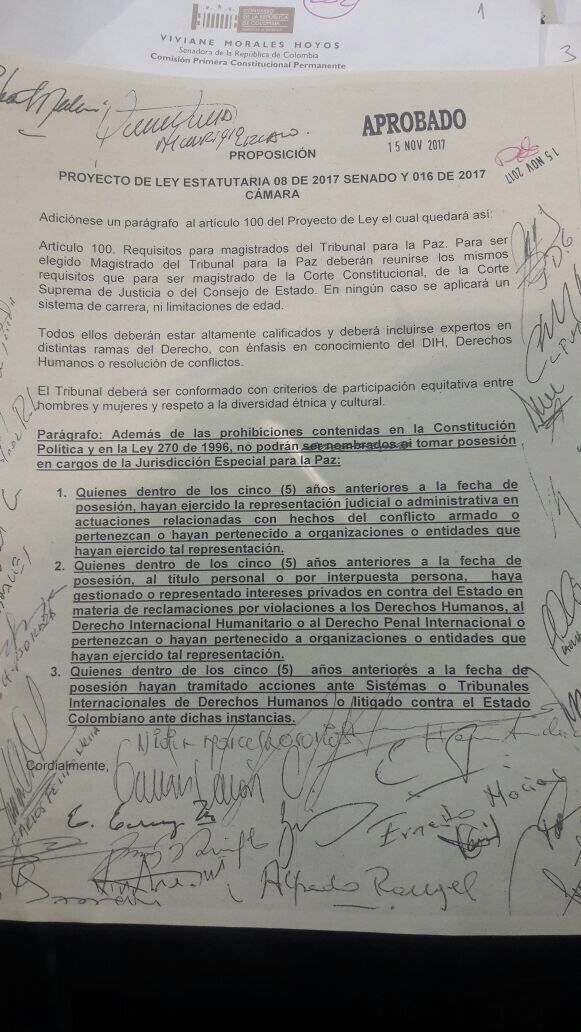 1
CONGRESO
DE LA REPÚBLICA
DE COLOMBIA
VIVIANE MORALES HOYOS
Senadora de la República de Colombia
Comisión Primera Constitucional Permanente
3
APROBADO
15 NOV 2017
15 NOV 2017
PROPOSICIÓN
PROYECTO DE LEY ESTATUTARIA 08 DE 2017 SENADO Y 016 DE 2017
CÁMARA
Adiciónese un parágrafo al artículo 100 del Proyecto de Ley el cual quedará así:
Artículo 100. Requisitos para magistrados del Tribunal para la Paz. Para ser
elegido Magistrado del Tribunal para la Paz deberán reunirse los mismos
requisitos que para ser magistrado de la Corte Constitucional, de la Corte
Suprema de Justicia o del Consejo de Estado. En ningún caso se aplicará un
sistema de carrera, ni limitaciones de edad.
Todos ellos deberán estar altamente calificados y deberá incluirse expertos en
distintas ramas del Derecho, con énfasis en conocimiento del DIH, Derechos
Humanos o resolución de conflictos.
El Tribunal deberá ser conformado con criterios de participación equitativa entre
hombres y mujeres y respeto a la diversidad étnica y cultural.
Parágrafo: Además de las prohibiciones contenidas en la Constitución
Política y en la Ley 270 de 1996, no podrán ser nombrados ni tomar posesión
en cargos de la Jurisdicción Especial para la Paz:
1. Quienes dentro de los cinco (5) años anteriores a la fecha de
posesión, hayan ejercido la representación judicial o administrativa en
actuaciones relacionadas con hechos del conflicto armado o
pertenezcan o hayan pertenecido a organizaciones o entidades que
hayan ejercido tal representación.
2. Quienes dentro de los cinco (5) años anteriores a la fecha de
posesión, al título personal o por interpuesta persona, haya
gestionado o representado intereses privados en contra del Estado en
materia de reclamaciones por violaciones a los Derechos Humanos, al
Derecho Internacional Humanitario o al Derecho Penal Internacional o
pertenezcan o hayan pertenecido a organizaciones o entidades que
hayan ejercido tal representación.
3. Quienes dentro de los cinco (5) años anteriores a la fecha de
posesión hayan tramitado acciones ante Sistemas o Tribunales
Internacionales de Derechos Humanos o litigado contra el Estado
Colombiano ante dichas instancias.
Cordialmente,
CARLOS FELIPE
Ernesto Macías
Alfredo Rangel